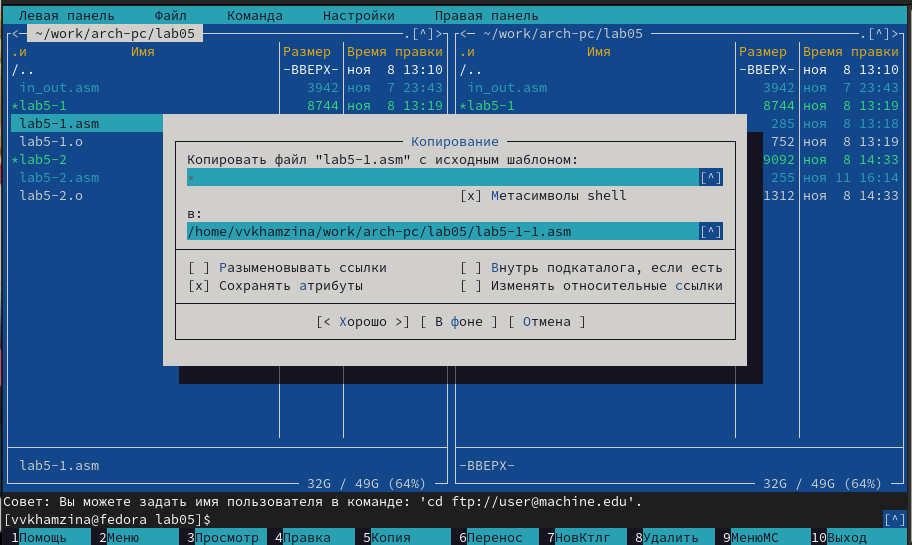 Левая панель Файл Команда Настройки Правая панель
<─ ~/work/arch-pc/lab05 .[^]> <─ ~/work/arch-pc/lab05 .[^]>
.и Имя Размер Время правки .и Имя Размер Время правки
/.. -ВВЕРХ- ноя 8 13:10 /.. -ВВЕРХ- ноя 8 13:10
in_out.asm 3942 ноя 7 23:43 in_out.asm 3942 ноя 7 23:43
*lab5-1 8744 ноя 8 13:19 *lab5-1 8744 ноя 8 13:19
lab5-1.asm 285 ноя 8 13:18
lab5-1.o 752 ноя 8 13:19
*lab5-2 9092 ноя 8 14:33
lab5-2.asm 255 ноя 11 16:14
lab5-2.o 1312 ноя 8 14:33
Копирование
Копировать файл "lab5-1.asm" с исходным шаблоном:
* [^]
[x] Метасимволы shell
в:
/home/vvkhamzina/work/arch-pc/lab05/lab5-1-1.asm [^]
[ ] Разыменовывать ссылки [ ] Внутрь подкаталога, если есть
[x] Сохранять атрибуты [ ] Изменять относительные ссылки
[< Хорошо >] [ В фоне ] [ Отмена ]
lab5-1.asm -ВВЕРХ-
32G / 49G (64%) 32G / 49G (64%)
Совет: Вы можете задать имя пользователя в команде: 'cd ftp://user@machine.edu'.
[vvkhamzina@fedora lab05]$ [^]
1Помощь 2Меню 3Просмотр 4Правка 5Копия 6Перенос 7НовКтлг 8Удалить 9МенюМС 10Выход